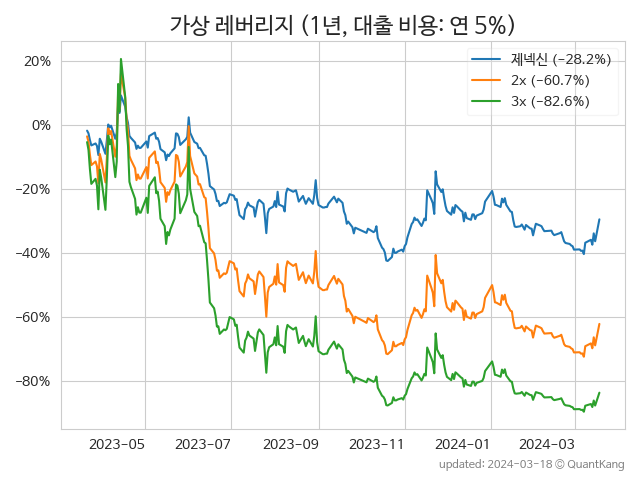 가상 레버리지 (1년, 대출 비용: 연 5%)
제넥신 (−28.2%)
2x (−60.7%)
3x (−82.6%)
20%
0%
−20%
−40%
−60%
−80%
2023-05
2023-07
2023-09
2023-11
2024-01
2024-03
updated: 2024-03-18 © QuantKang